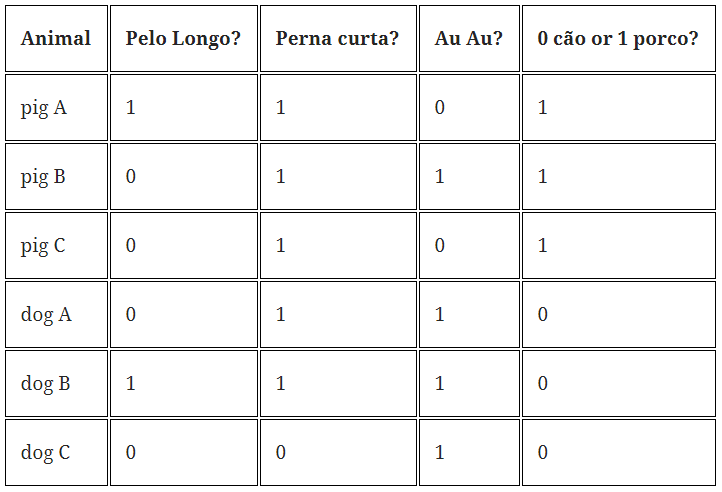 Animal Pelo Longo? Perna curta? Au Au? 0 cão or 1 porco?
pig A 1 1 0 1
pig B 0 1 1 1
pig C 0 1 0 1
dog A 0 1 1 0
dog B 1 1 1 0
dog C 0 0 1 0